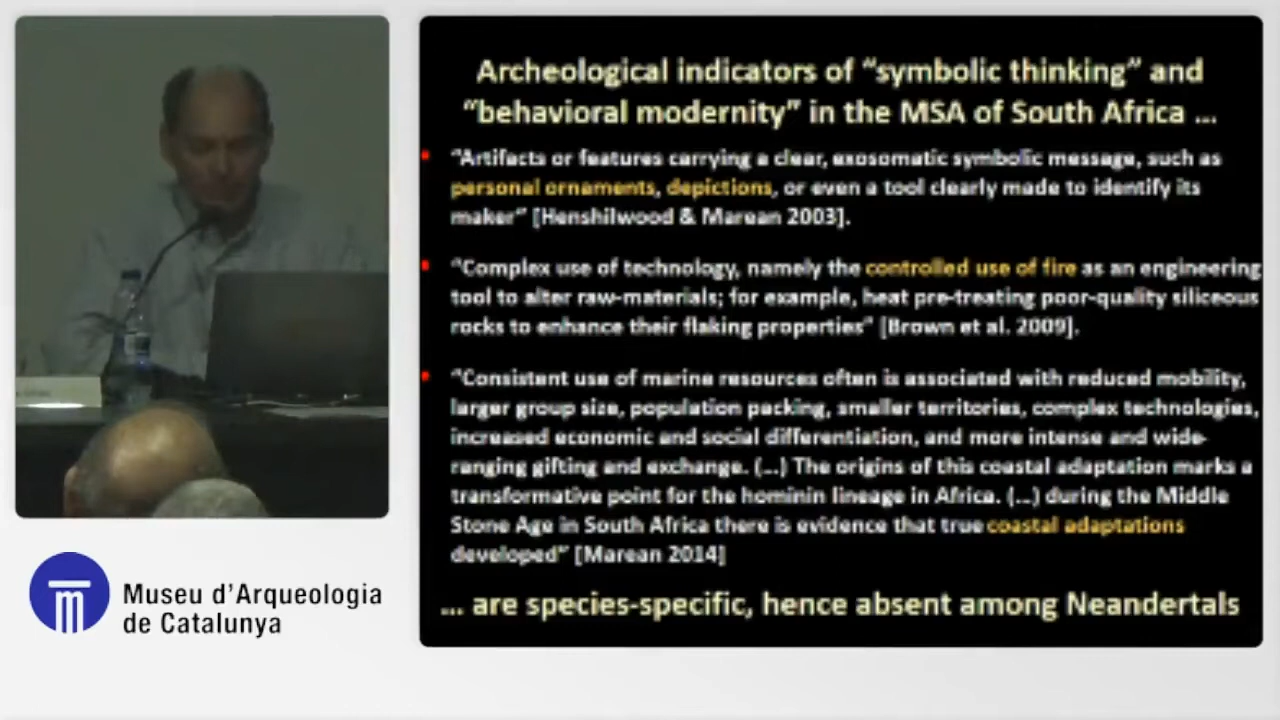 Archeological indicators of “symbolic thinking” and
“behavioral modernity” in the MSA of South Africa ...
“Artifacts or features carrying a clear, exosomatic symbolic message, such as
personal ornaments, depictions, or even a tool clearly made to identify its
maker” [Henshilwood & Marean 2003].
“Complex use of technology, namely the controlled use of fire as an engineering
tool to alter raw-materials; for example, heat pre-treating poor-quality siliceous
rocks to enhance their flaking properties” [Brown et al. 2009].
“Consistent use of marine resources often is associated with reduced mobility,
larger group size, population packing, smaller territories, complex technologies,
increased economic and social differentiation, and more intense and wide-
ranging gifting and exchange. (...) The origins of this coastal adaptation marks a
transformative point for the hominin lineage in Africa. (...) during the Middle
Stone Age in South Africa there is evidence that true coastal adaptations
developed” [Marean 2014]
... are species-specific, hence absent among Neandertals
Museu d’Arqueologia
de Catalunya